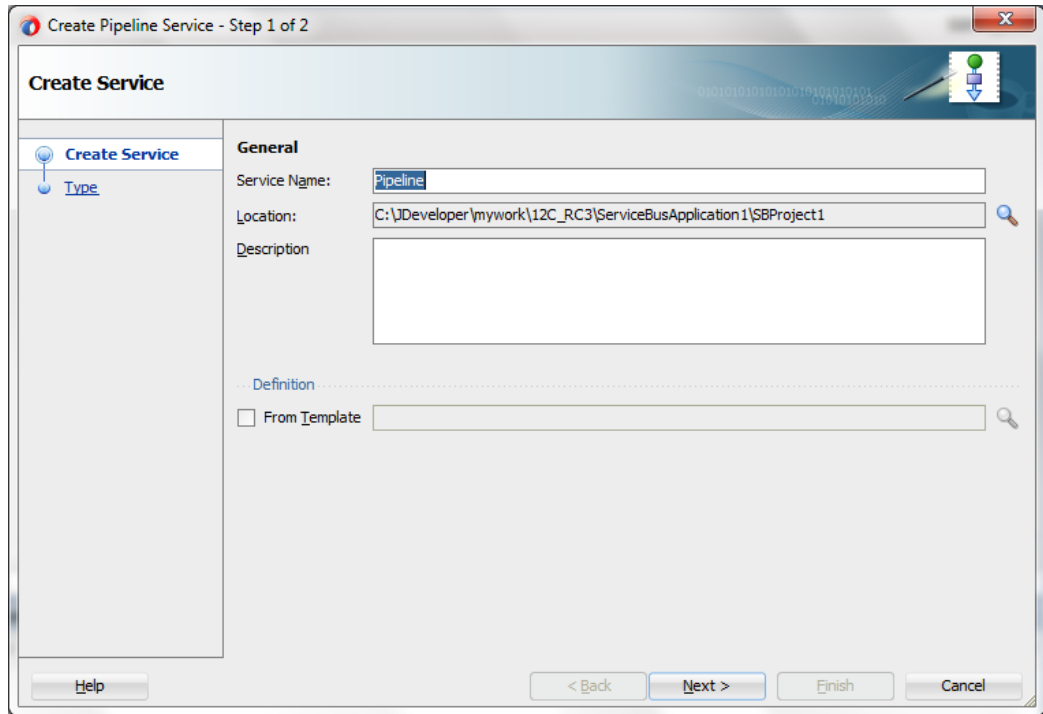 Create Pipeline Service - Step 1 of 2
Create Service
Create Service
Type
General
Service Name: Pipeline
Location: C:\JDeveloper\mywork\12C_RC3\ServiceBusApplication1\SBProject1
Description
Definition
From Template
Help
< Back
Next >
Finish
Cancel